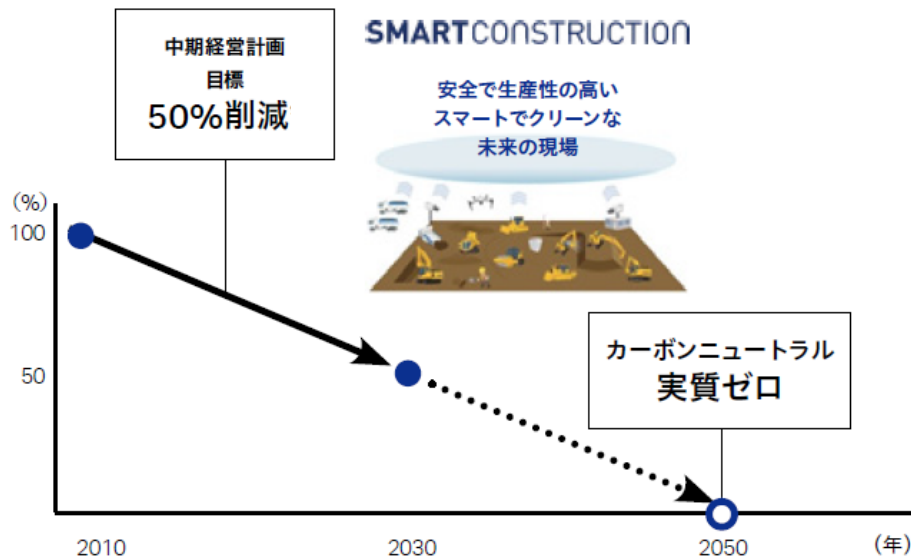 中期経営計画
目標
50%削減
SMARTCONSTRUCTION
安全で生産性の高い
スマートでクリーンな
未来の現場
(%)
100
50
カーボンニュートラル
実質ゼロ
2010
2030
2050
(年)